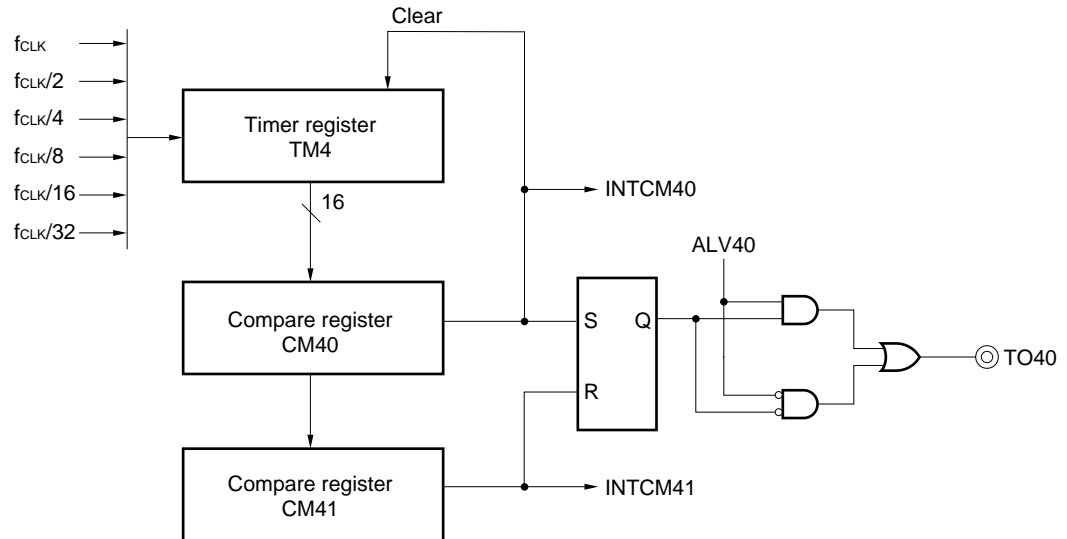 Clear
fCLK
fCLK/2
fCLK/4
fCLK/8
fCLK/16
fCLK/32
Timer register
TM4
16
INTCM40
ALV40
Compare register
CM40
S
Q
R
TO40
Compare register
CM41
INTCM41